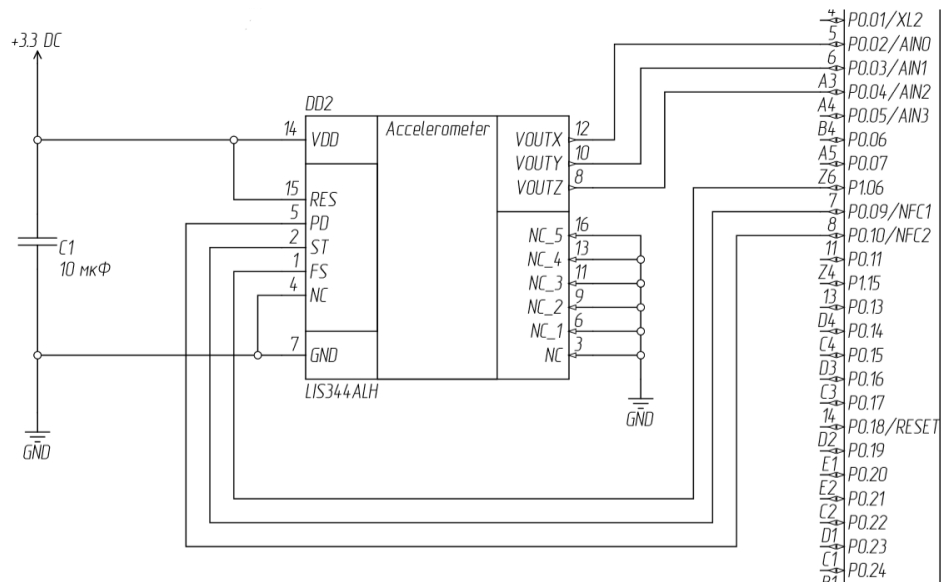 +3.3 DC
C1
10 мкФ
GND
DD2
Accelerometer
14 VDD
15 RES
5 PD
2 ST
1 FS
4 NC
7 GND
VOUTX 12
VOUTY 10
VOUTZ 8
NC_5 16
NC_4 13
NC_3 11
NC_2 9
NC_1 6
NC 3
LIS344ALH
GND
4 P0.01/XL2
5 P0.02/AIN0
6 P0.03/AIN1
A3 P0.04/AIN2
A4 P0.05/AIN3
B4 P0.06
A5 P0.07
Z6 P1.06
7 P0.09/NFC1
8 P0.10/NFC2
11 P0.11
Z4 P1.15
13 P0.13
D4 P0.14
C4 P0.15
D3 P0.16
C3 P0.17
14 P0.18/RESET
D2 P0.19
E1 P0.20
E2 P0.21
C2 P0.22
D1 P0.23
C1 P0.24